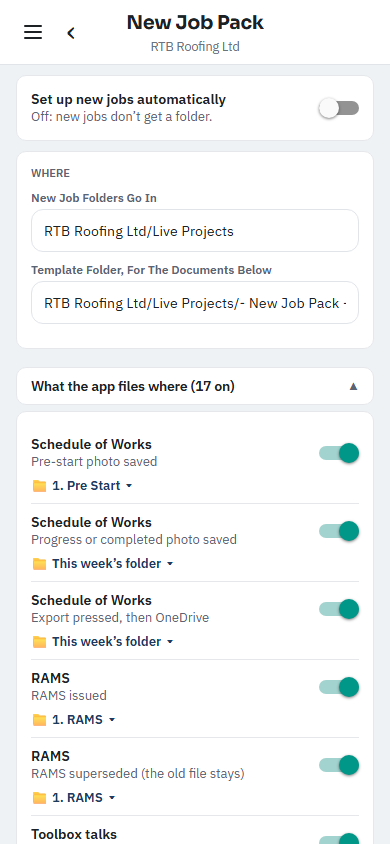 New Job Pack
RTB Roofing Ltd
Set up new jobs automatically
Off: new jobs don’t get a folder.
WHERE
New Job Folders Go In
RTB Roofing Ltd/Live Projects
Template Folder, For The Documents Below
RTB Roofing Ltd/Live Projects/- New Job Pack -
What the app files where (17 on)
Schedule of Works
Pre-start photo saved
1. Pre Start
Schedule of Works
Progress or completed photo saved
This week’s folder
Schedule of Works
Export pressed, then OneDrive
This week’s folder
RAMS
RAMS issued
1. RAMS
RAMS
RAMS superseded (the old file stays)
1. RAMS
Toolbox talks